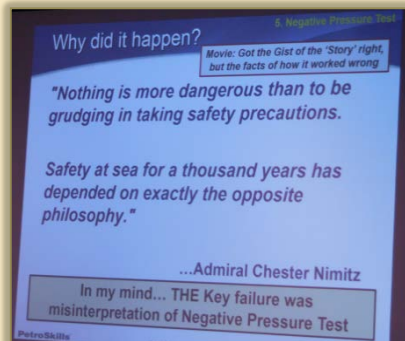 5. Negative Pressure Test
Why did it happen?
Movie: Got the Gist of the 'Story' right,
but the facts of how it worked wrong
"Nothing is more dangerous than to be
grudging in taking safety precautions.
Safety at sea for a thousand years has
depended on exactly the opposite
philosophy."
...Admiral Chester Nimitz
In my mind... THE Key failure was
misinterpretation of Negative Pressure Test
PetroSkills